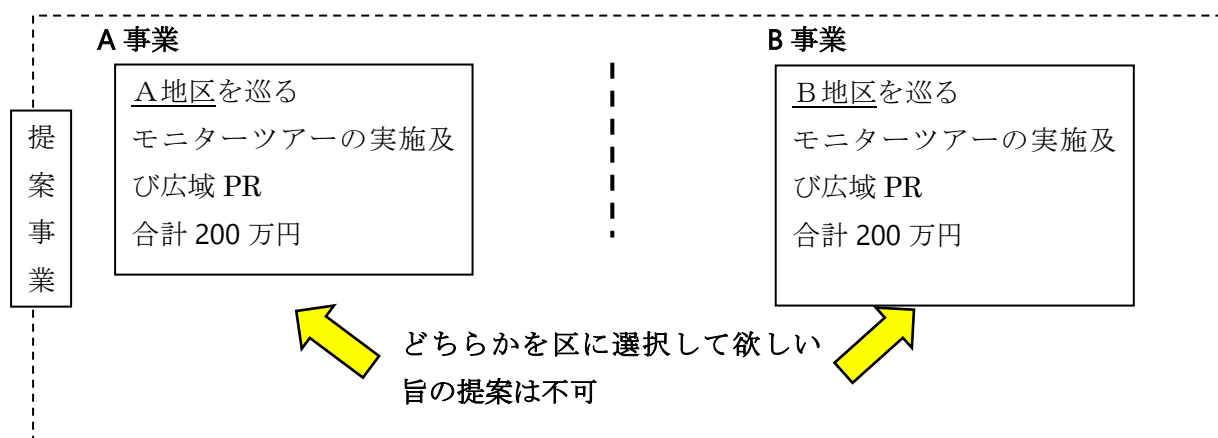 A 事業
B 事業
提案事業
Ａ地区を巡る
モニターツアーの実施及
び広域 PR
合計 200 万円
Ｂ地区を巡る
モニターツアーの実施及
び広域 PR
合計 200 万円
どちらかを区に選択して欲しい
旨の提案は不可